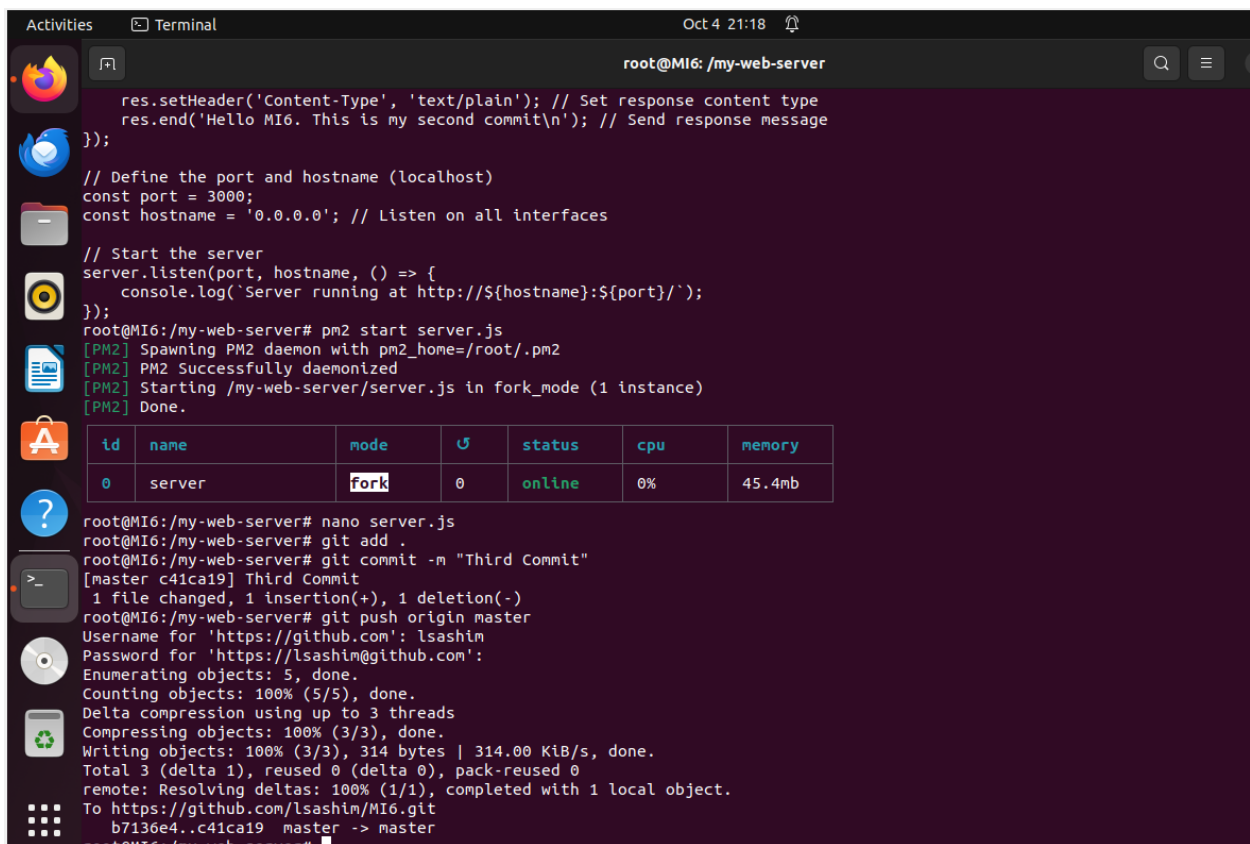 Activities Terminal Oct 4 21:18
root@MI6: /my-web-server
    res.setHeader('Content-Type', 'text/plain'); // Set response content type
    res.end('Hello MI6. This is my second commit\n'); // Send response message
});
// Define the port and hostname (localhost)
const port = 3000;
const hostname = '0.0.0.0'; // Listen on all interfaces
// Start the server
server.listen(port, hostname, () => {
    console.log(`Server running at http://${hostname}:${port}/`);
});
root@MI6:/my-web-server# pm2 start server.js
[PM2] Spawning PM2 daemon with pm2_home=/root/.pm2
[PM2] PM2 Successfully daemonized
[PM2] Starting /my-web-server/server.js in fork_mode (1 instance)
[PM2] Done.
id name mode ↺ status cpu memory
0 server fork 0 online 0% 45.4mb
root@MI6:/my-web-server# nano server.js
root@MI6:/my-web-server# git add .
root@MI6:/my-web-server# git commit -m "Third Commit"
[master c41ca19] Third Commit
 1 file changed, 1 insertion(+), 1 deletion(-)
root@MI6:/my-web-server# git push origin master
Username for 'https://github.com': lsashim
Password for 'https://lsashim@github.com':
Enumerating objects: 5, done.
Counting objects: 100% (5/5), done.
Delta compression using up to 3 threads
Compressing objects: 100% (3/3), done.
Writing objects: 100% (3/3), 314 bytes | 314.00 KiB/s, done.
Total 3 (delta 1), reused 0 (delta 0), pack-reused 0
remote: Resolving deltas: 100% (1/1), completed with 1 local object.
To https://github.com/lsashim/MI6.git
   b7136e4..c41ca19  master -> master